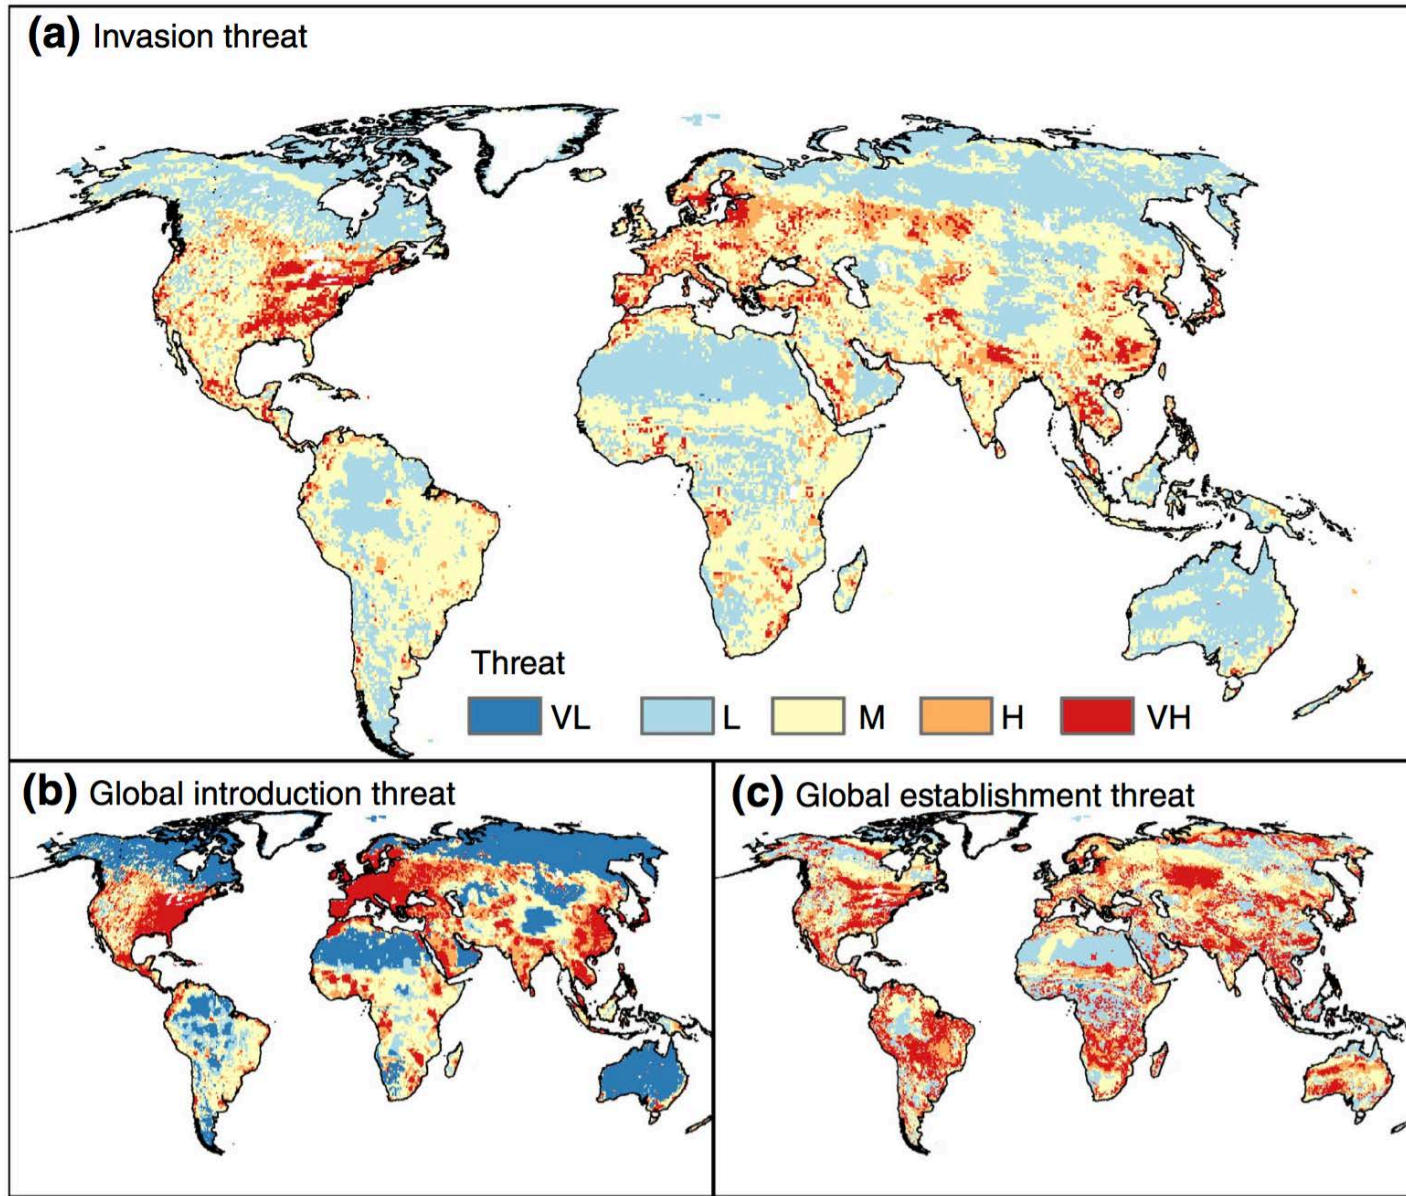 (a) Invasion threat
Threat
VL L M H VH
(b) Global introduction threat
(c) Global establishment threat